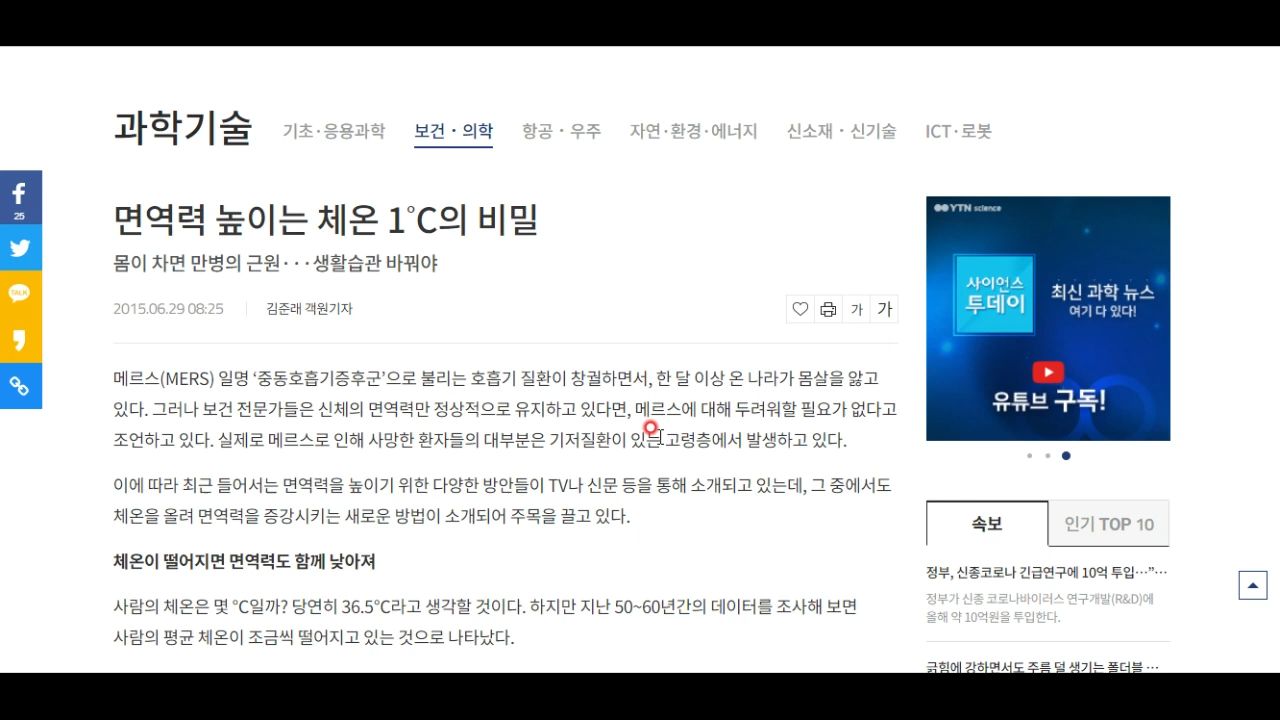 과학기술 기초·응용과학 보건·의학 항공·우주 자연·환경·에너지 신소재·신기술 ICT·로봇
25
TALK
면역력 높이는 체온 1℃의 비밀
몸이 차면 만병의 근원···생활습관 바꿔야
2015.06.29 08:25 김준래 객원기자
가 가
메르스(MERS) 일명 ‘중동호흡기증후군’으로 불리는 호흡기 질환이 창궐하면서, 한 달 이상 온 나라가 몸살을 앓고
있다. 그러나 보건 전문가들은 신체의 면역력만 정상적으로 유지하고 있다면, 메르스에 대해 두려워할 필요가 없다고
조언하고 있다. 실제로 메르스로 인해 사망한 환자들의 대부분은 기저질환이 있는 고령층에서 발생하고 있다.
이에 따라 최근 들어서는 면역력을 높이기 위한 다양한 방안들이 TV나 신문 등을 통해 소개되고 있는데, 그 중에서도
체온을 올려 면역력을 증강시키는 새로운 방법이 소개되어 주목을 끌고 있다.
체온이 떨어지면 면역력도 함께 낮아져
사람의 체온은 몇 ℃일까? 당연히 36.5℃라고 생각할 것이다. 하지만 지난 50~60년간의 데이터를 조사해 보면
사람의 평균 체온이 조금씩 떨어지고 있는 것으로 나타났다.
YTN science
사이언스
투데이
최신 과학 뉴스
여기 다 있다!
유튜브 구독!
속보 인기 TOP 10
정부, 신종코로나 긴급연구에 10억 투입…”…
정부가 신종 코로나바이러스 연구개발(R&D)에
올해 약 10억원을 투입한다.
긁힘에 강하면서도 주름 덜 생기는 폴더블 …